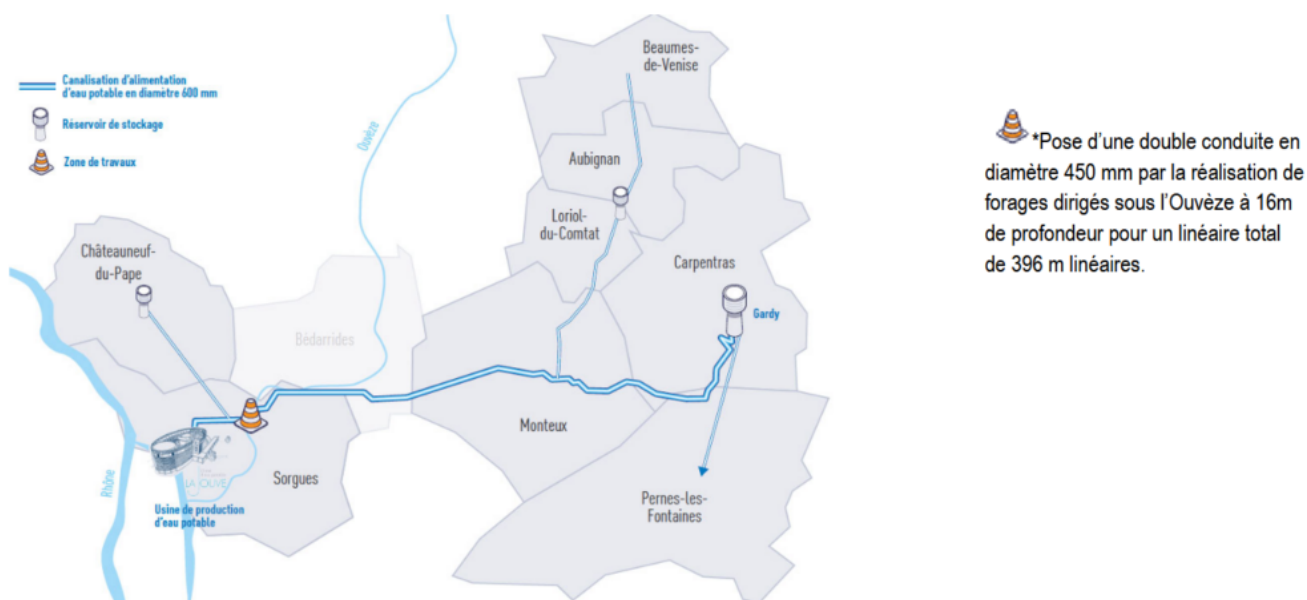 Canalisation d'alimentation
d'eau potable en diamètre 600 mm
Réservoir de stockage
Zone de travaux
Ouvèze
Beaumes-
de-Venise
Aubignan
Loriol-
du-Comtat
Carpentras
Châteauneuf-
du-Pape
Gardy
Bédarrides
Monteux
Sorgues
LA JOUVE
Rhône
Usine de production
d'eau potable
Pernes-les-
Fontaines
*Pose d'une double conduite en
diamètre 450 mm par la réalisation de
forages dirigés sous l'Ouvèze à 16m
de profondeur pour un linéaire total
de 396 m linéaires.